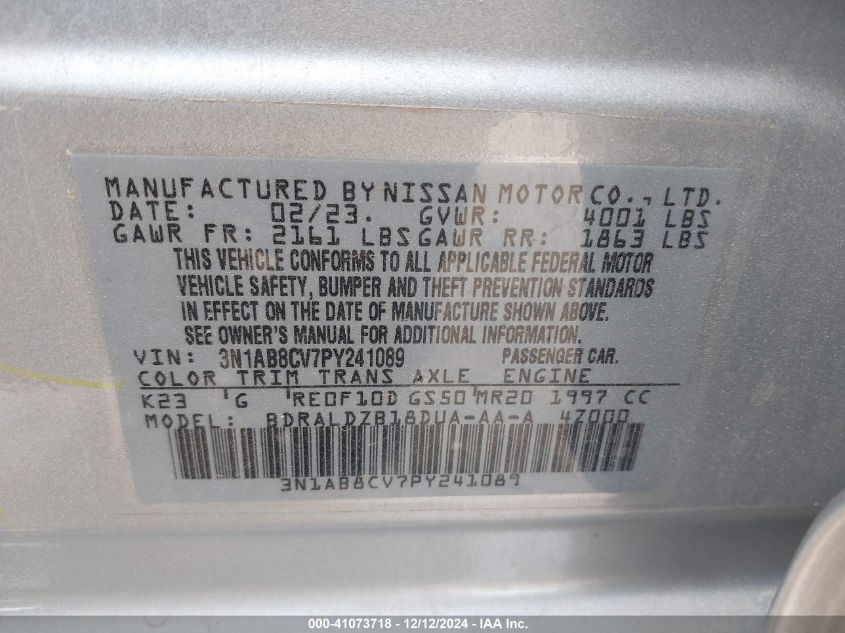 MANUFACTURED BY NISSAN MOTOR CO., LTD.
DATE: 02/23. GVWR: 4001 LBS
GAWR FR: 2161 LBS GAWR RR: 1863 LBS
THIS VEHICLE CONFORMS TO ALL APPLICABLE FEDERAL MOTOR
VEHICLE SAFETY, BUMPER AND THEFT PREVENTION STANDARDS
IN EFFECT ON THE DATE OF MANUFACTURE SHOWN ABOVE.
SEE OWNER'S MANUAL FOR ADDITIONAL INFORMATION.
VIN: 3N1AB8CV7PY241089 PASSENGER CAR.
COLOR TRIM TRANS AXLE ENGINE
K23 G RE0F10D GS50 MR20 1997 CC
MODEL: BDRALDZB18DUA-AA-A 4Z000
3N1AB8CV7PY241089
000-41073718 - 12/12/2024 - IAA Inc.